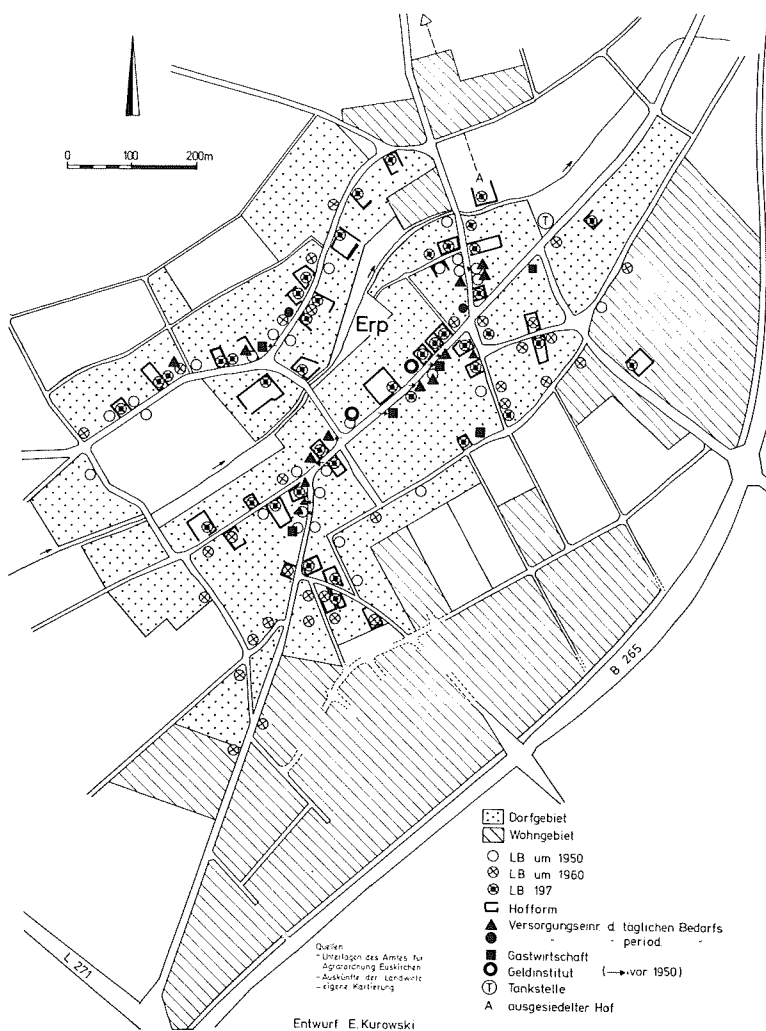 0 100 200m
A
T
Erp
B 265
L 271
Dorfgebiet
Wohngebiet
LB um 1950
LB um 1960
LB 197
Hofform
Versorgungseinr. d. täglichen Bedarfs
" " period. "
Gastwirtschaft
Geldinstitut (→ vor 1950)
T Tankstelle
A ausgesiedelter Hof
Quellen
- Unterlagen des Amtes für
Agrarordnung Euskirchen
- Auskünfte der Landwirte
- eigene Kartierung
Entwurf E. Kurowski